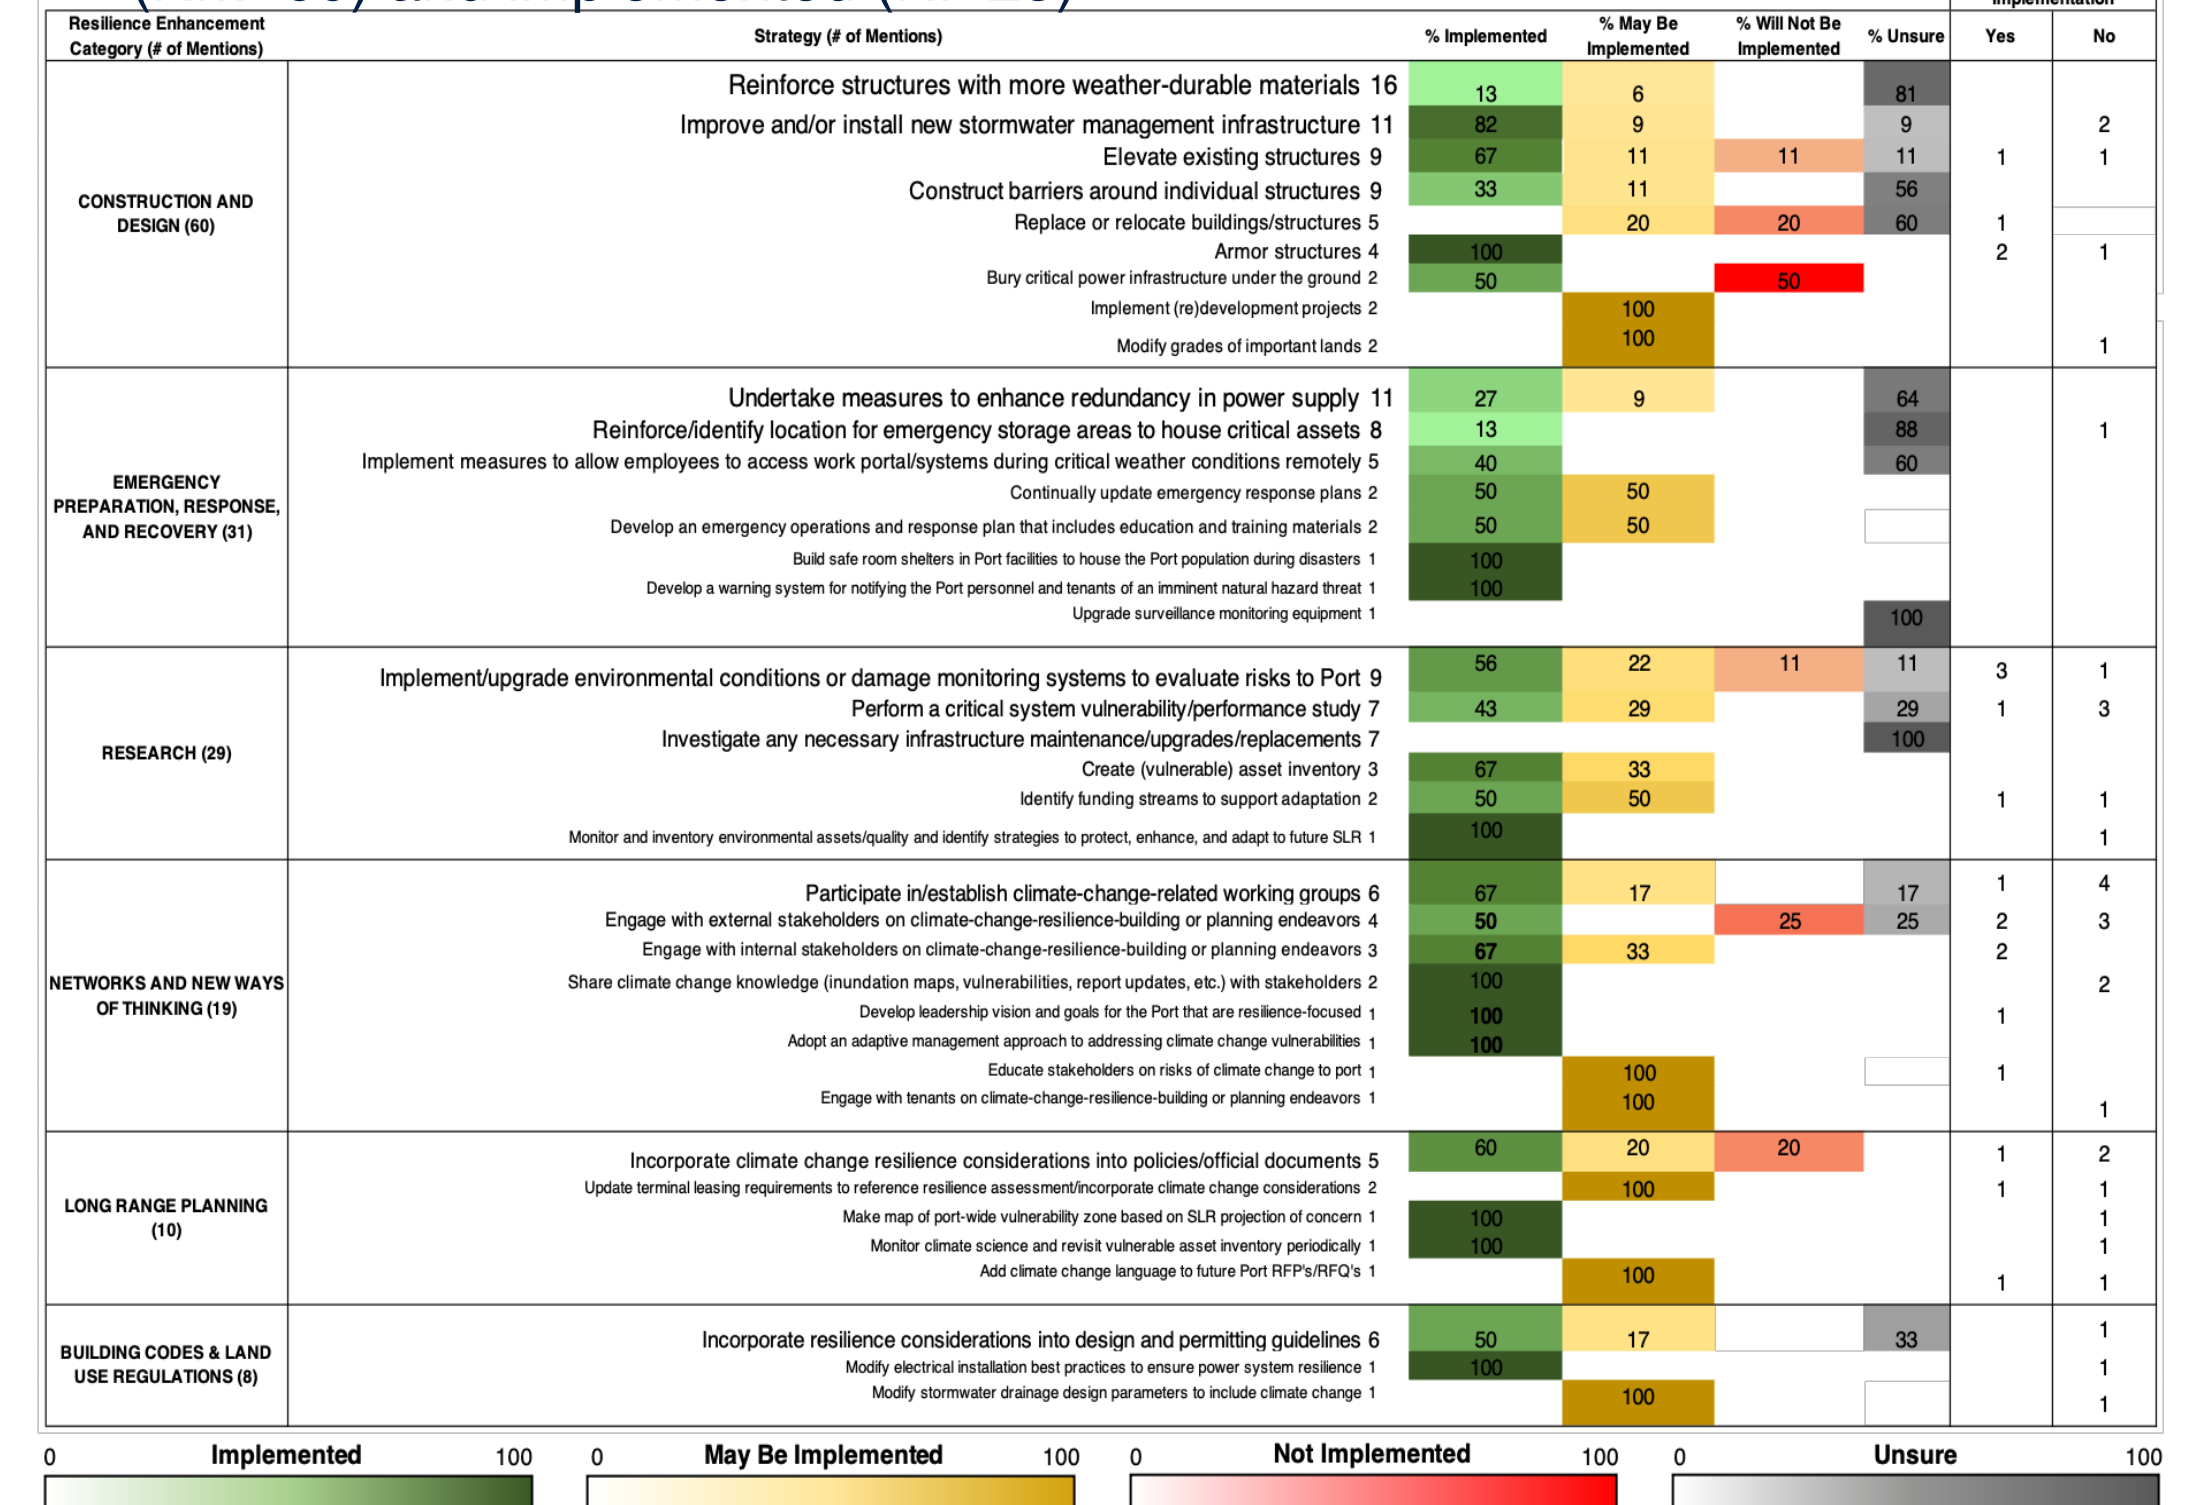 Resilience Enhancement Category (# of Mentions) Strategy (# of Mentions) % Implemented % May Be Implemented % Will Not Be Implemented % Unsure Yes No
CONSTRUCTION AND DESIGN (60)
Reinforce structures with more weather-durable materials 16 13 6 81
Improve and/or install new stormwater management infrastructure 11 82 9 9 2
Elevate existing structures 9 67 11 11 11 1 1
Construct barriers around individual structures 9 33 11 56
Replace or relocate buildings/structures 5 20 20 60 1
Armor structures 4 100 2 1
Bury critical power infrastructure under the ground 2 50 50
Implement (re)development projects 2 100
Modify grades of important lands 2 100 1
EMERGENCY PREPARATION, RESPONSE, AND RECOVERY (31)
Undertake measures to enhance redundancy in power supply 11 27 9 64
Reinforce/identify location for emergency storage areas to house critical assets 8 13 88 1
Implement measures to allow employees to access work portal/systems during critical weather conditions remotely 5 40 60
Continually update emergency response plans 2 50 50
Develop an emergency operations and response plan that includes education and training materials 2 50 50
Build safe room shelters in Port facilities to house the Port population during disasters 1 100
Develop a warning system for notifying the Port personnel and tenants of an imminent natural hazard threat 1 100
Upgrade surveillance monitoring equipment 1 100
RESEARCH (29)
Implement/upgrade environmental conditions or damage monitoring systems to evaluate risks to Port 9 56 22 11 11 3 1
Perform a critical system vulnerability/performance study 7 43 29 29 1 3
Investigate any necessary infrastructure maintenance/upgrades/replacements 7 100
Create (vulnerable) asset inventory 3 67 33
Identify funding streams to support adaptation 2 50 50 1 1
Monitor and inventory environmental assets/quality and identify strategies to protect, enhance, and adapt to future SLR 1 100 1
NETWORKS AND NEW WAYS OF THINKING (19)
Participate in/establish climate-change-related working groups 6 67 17 17 1 4
Engage with external stakeholders on climate-change-resilience-building or planning endeavors 4 50 25 25 2 3
Engage with internal stakeholders on climate-change-resilience-building or planning endeavors 3 67 33 2
Share climate change knowledge (inundation maps, vulnerabilities, report updates, etc.) with stakeholders 2 100 2
Develop leadership vision and goals for the Port that are resilience-focused 1 100 1
Adopt an adaptive management approach to addressing climate change vulnerabilities 1 100
Educate stakeholders on risks of climate change to port 1 100 1
Engage with tenants on climate-change-resilience-building or planning endeavors 1 100 1
LONG RANGE PLANNING (10)
Incorporate climate change resilience considerations into policies/official documents 5 60 20 20 1 2
Update terminal leasing requirements to reference resilience assessment/incorporate climate change considerations 2 100 1 1
Make map of port-wide vulnerability zone based on SLR projection of concern 1 100 1
Monitor climate science and revisit vulnerable asset inventory periodically 1 100 1
Add climate change language to future Port RFP's/RFQ's 1 100 1 1
BUILDING CODES & LAND USE REGULATIONS (8)
Incorporate resilience considerations into design and permitting guidelines 6 50 17 33 1
Modify electrical installation best practices to ensure power system resilience 1 100 1
Modify stormwater drainage design parameters to include climate change 1 100 1
0 Implemented 100 0 May Be Implemented 100 0 Not Implemented 100 0 Unsure 100